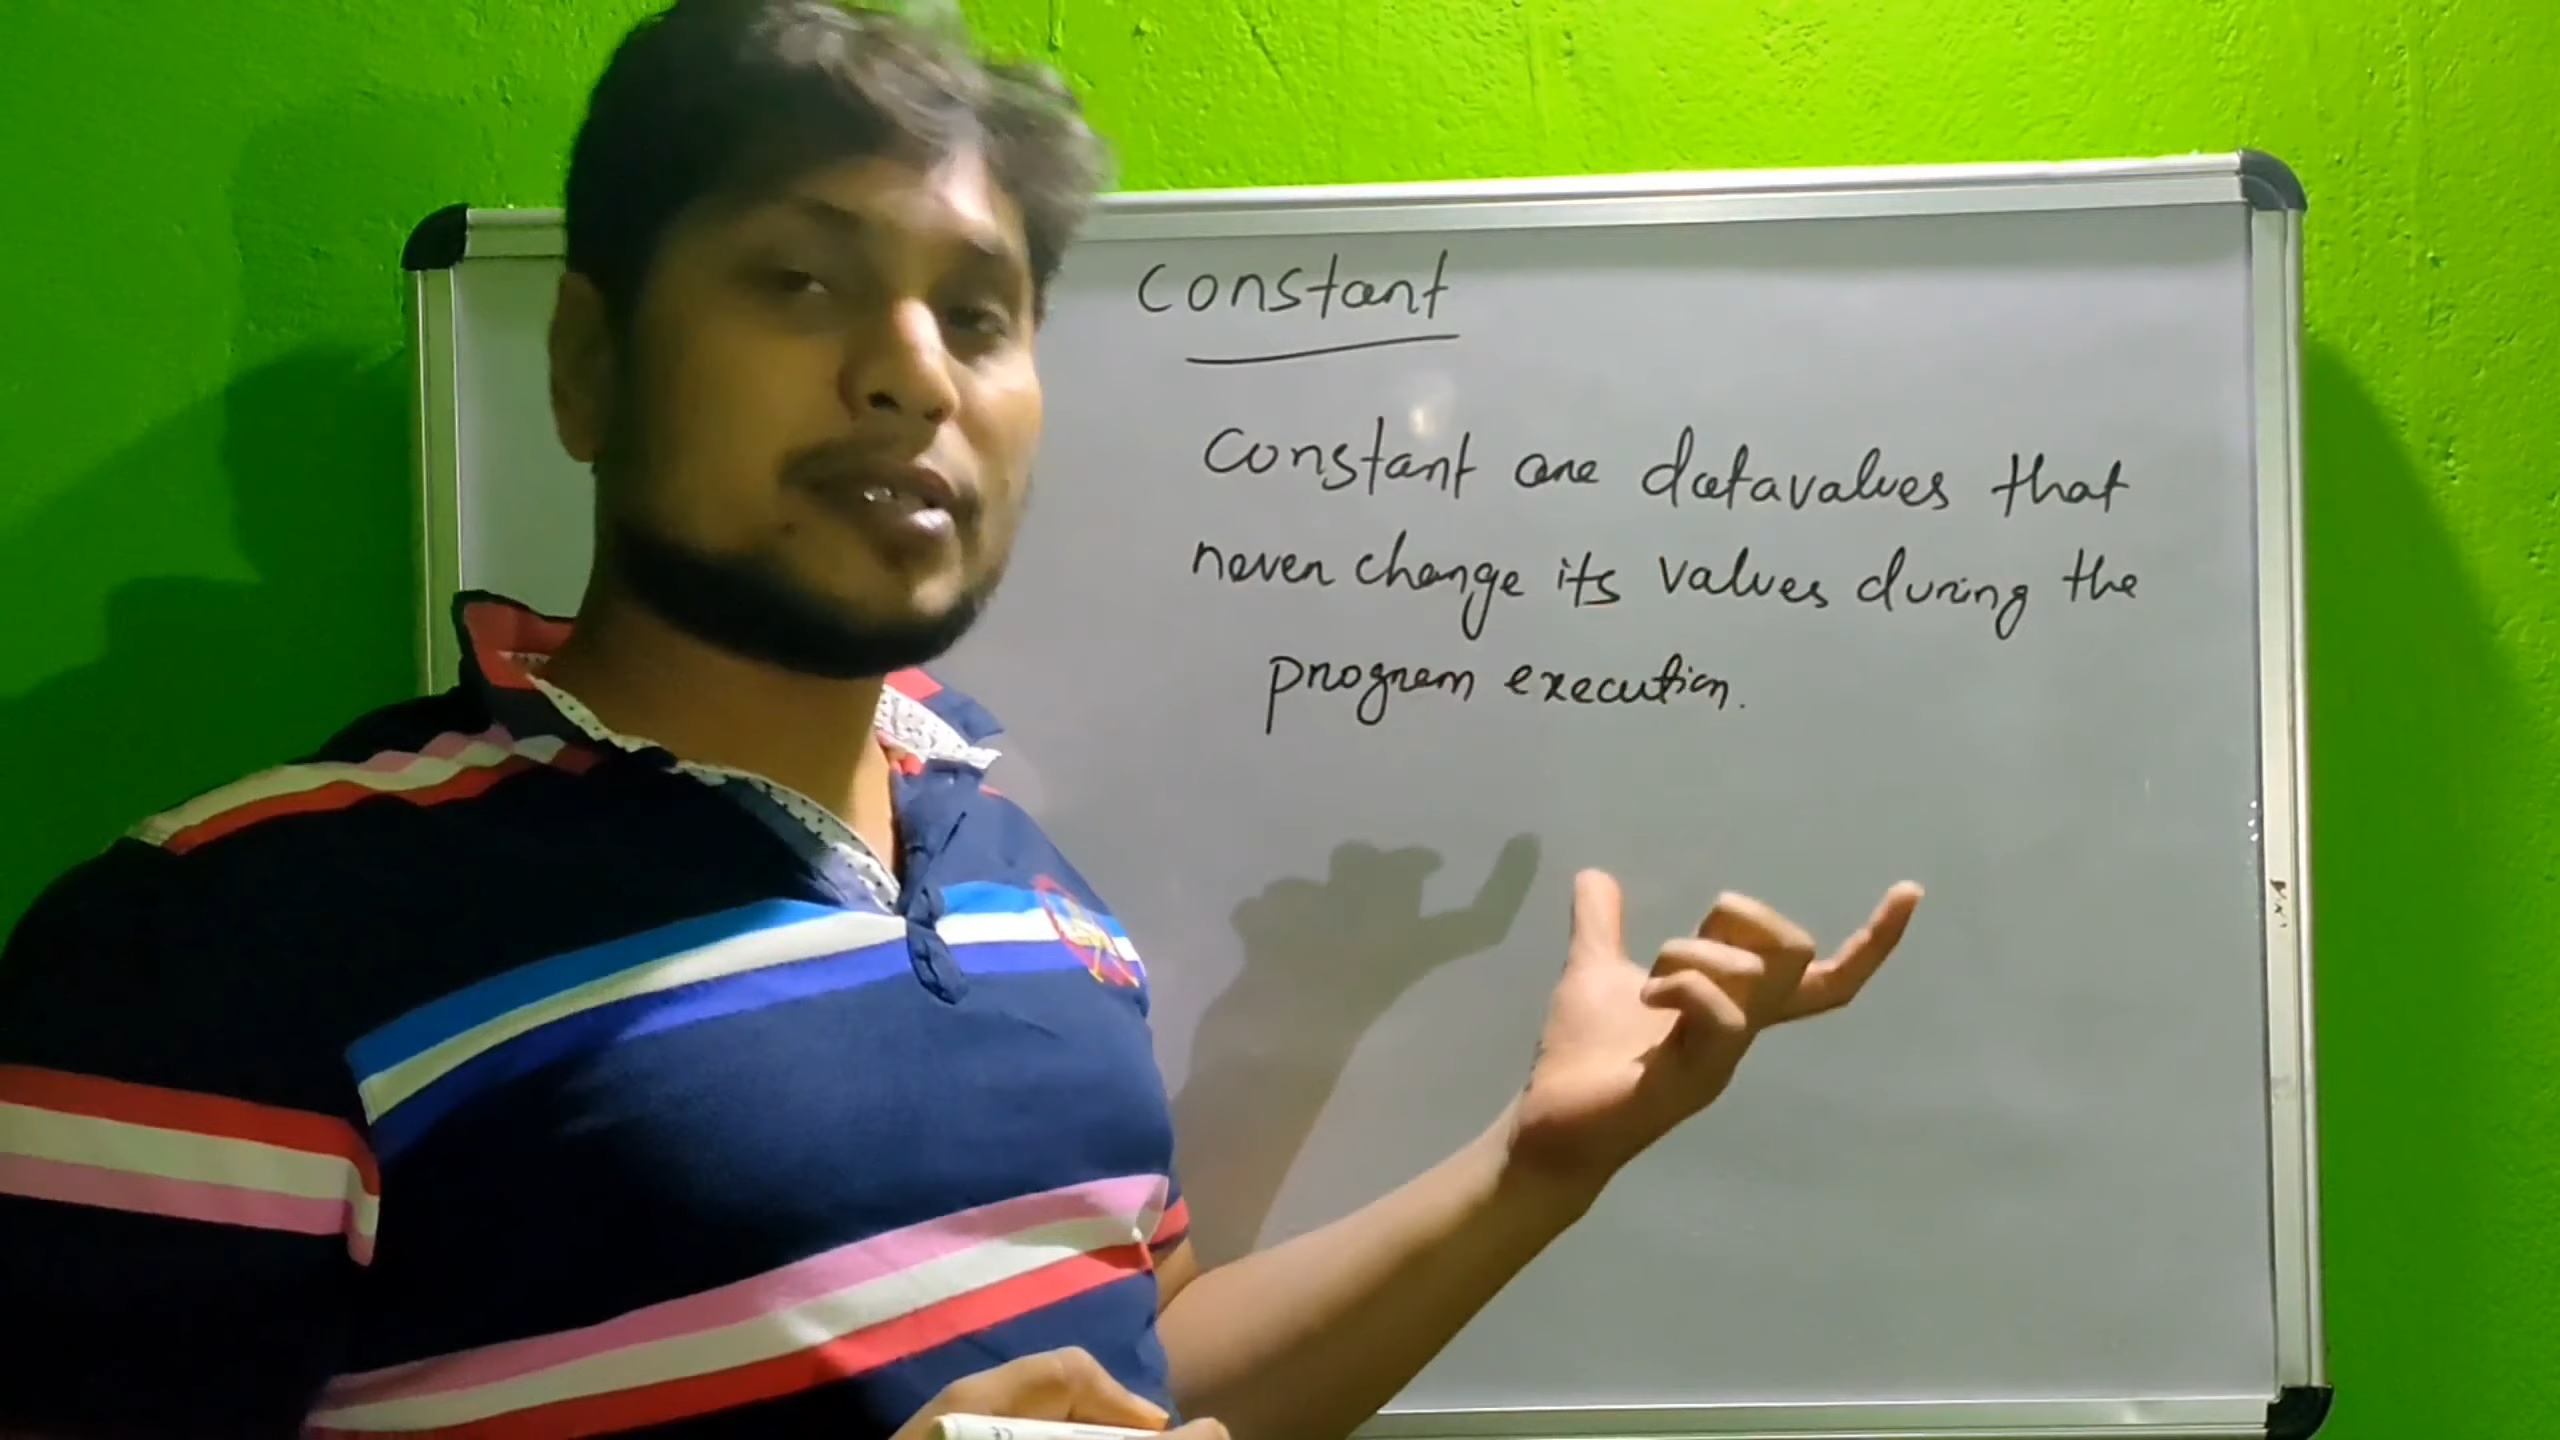 Constant
Constant are datavalues that
never change its values during the
program execution.